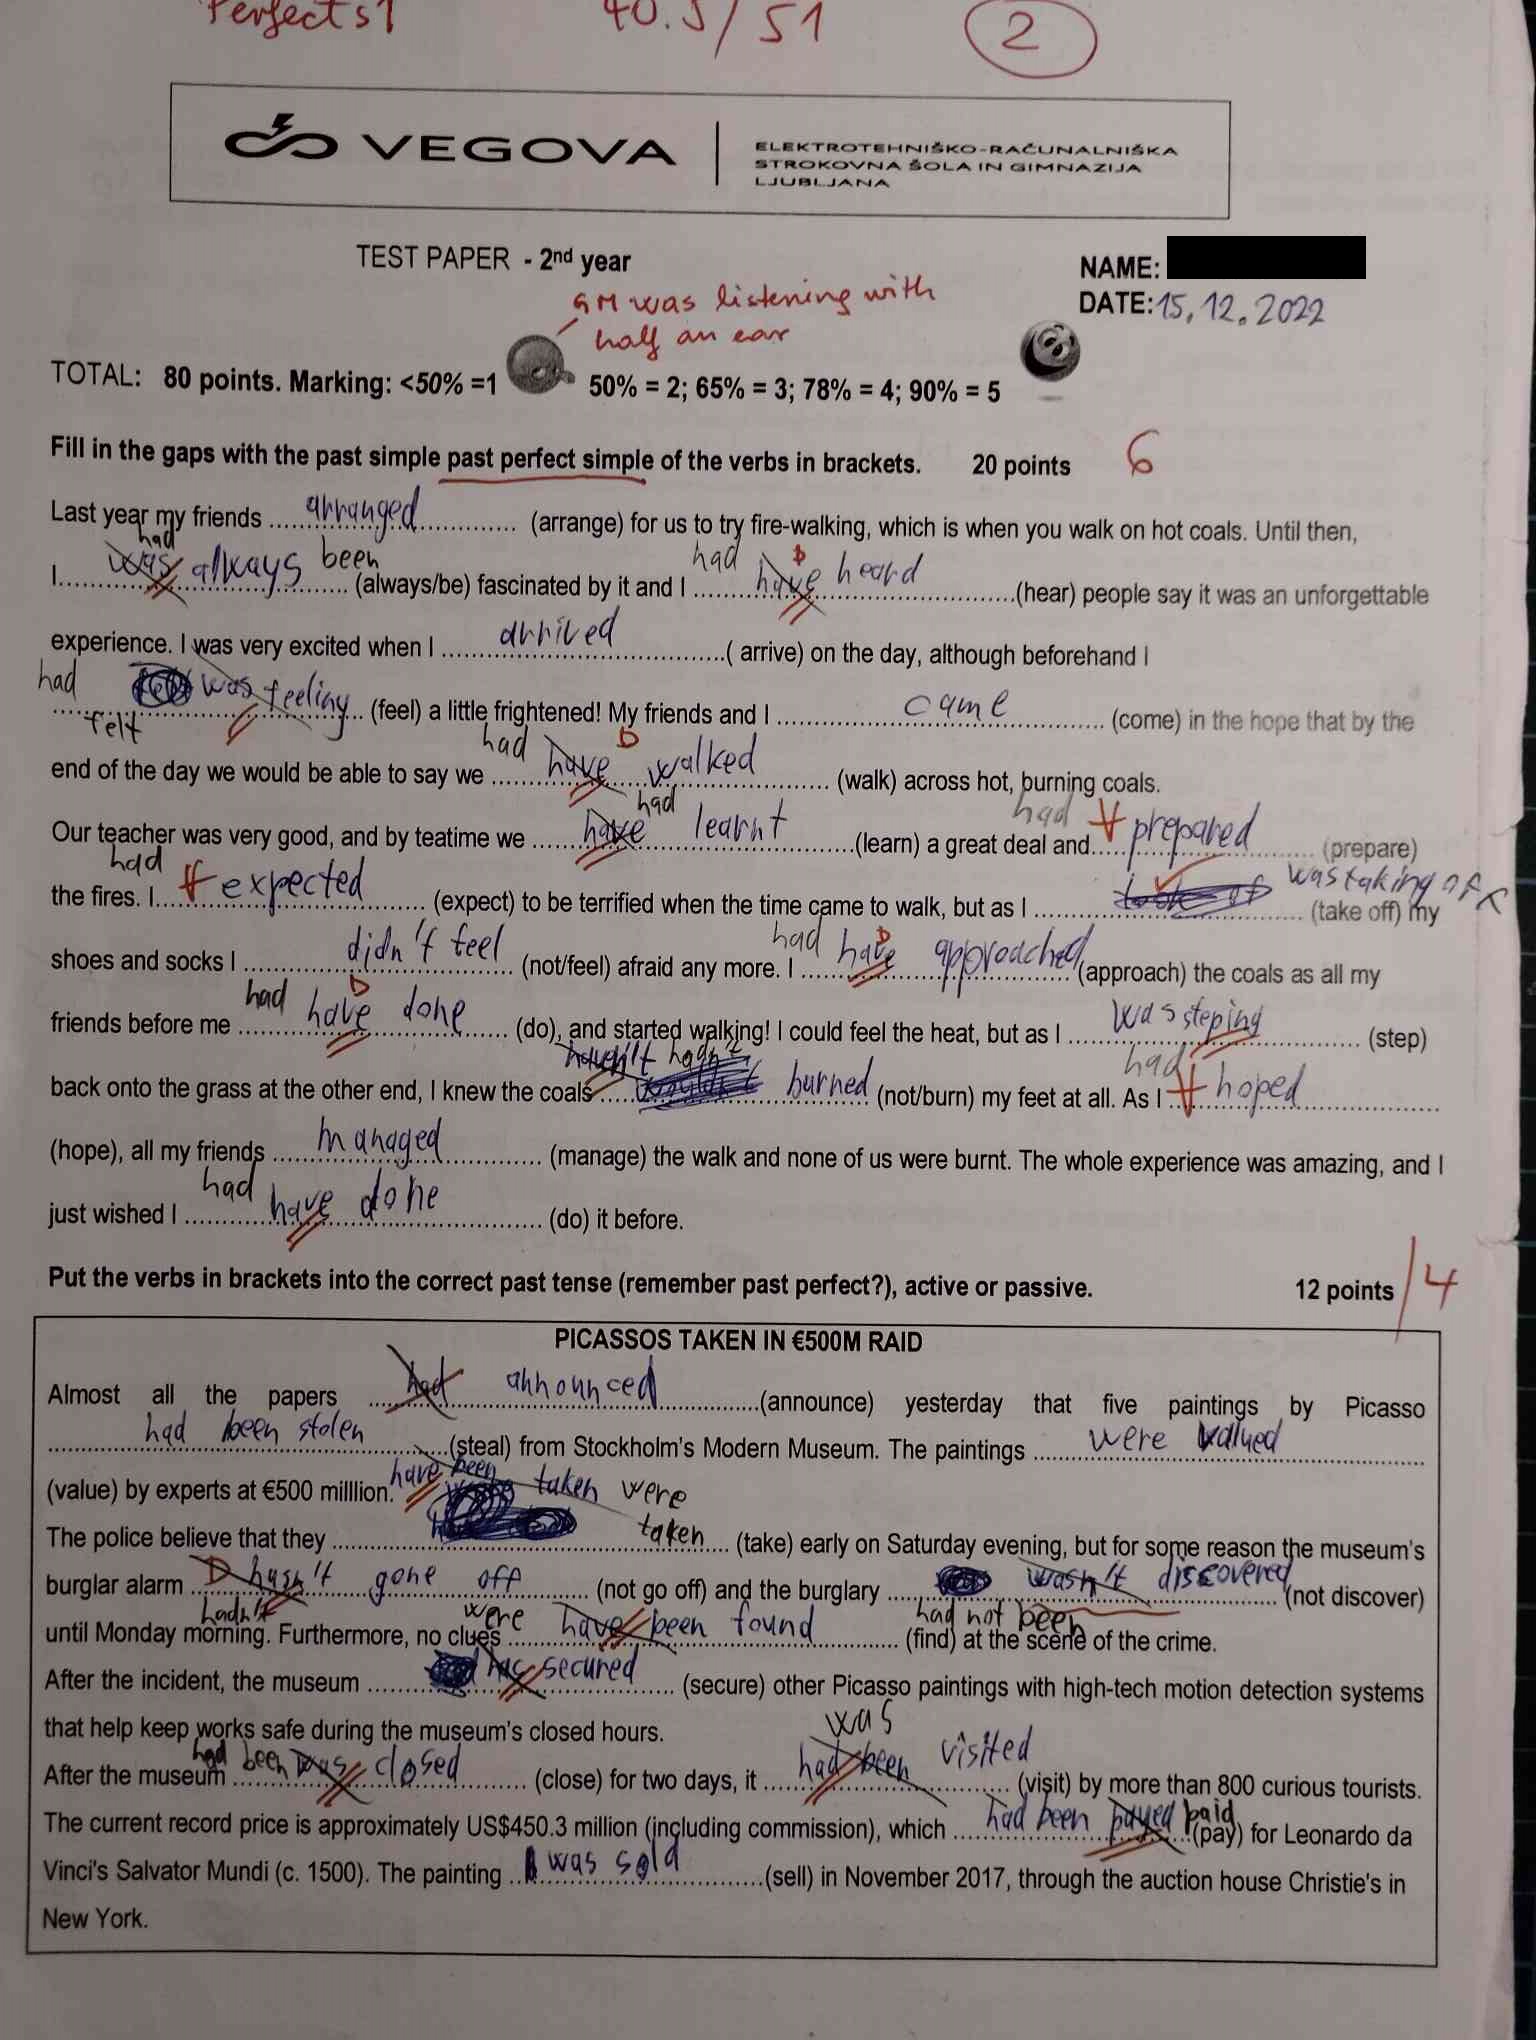 Perfects! 40.5/51 2
VEGOVA
ELEKTROTEHNIŠKO-RAČUNALNIŠKA
STROKOVNA ŠOLA IN GIMNAZIJA
LJUBLJANA
TEST PAPER - 2nd year
NAME:
DATE: 15.12.2022
GM was listening with
half an ear
TOTAL: 80 points. Marking: <50% =1 50% = 2; 65% = 3; 78% = 4; 90% = 5
Fill in the gaps with the past simple past perfect simple of the verbs in brackets. 20 points 6
Last year my friends ... arranged ... (arrange) for us to try fire-walking, which is when you walk on hot coals. Until then,
had
I ... was always been ... (always/be) fascinated by it and I ... had have heard ... (hear) people say it was an unforgettable
experience. I was very excited when I ... arrived ... ( arrive) on the day, although beforehand I
had was feeling
felt ... (feel) a little frightened! My friends and I ... came ... (come) in the hope that by the
end of the day we would be able to say we ... had have walked ... (walk) across hot, burning coals.
Our teacher was very good, and by teatime we ... had have learnt ... (learn) a great deal and ... had prepared ... (prepare)
the fires. I ... had expected ... (expect) to be terrified when the time came to walk, but as I ... was taking off ... (take off) my
shoes and socks I ... didn't feel ... (not/feel) afraid any more. I ... had have approached ... (approach) the coals as all my
friends before me ... had have done ... (do), and started walking! I could feel the heat, but as I ... was steping ... (step)
back onto the grass at the other end, I knew the coals ... haven't hadn't burned (not/burn) my feet at all. As I ... had hoped ...
(hope), all my friends ... managed ... (manage) the walk and none of us were burnt. The whole experience was amazing, and I
just wished I ... had have done ... (do) it before.
Put the verbs in brackets into the correct past tense (remember past perfect?), active or passive. 12 points /4
PICASSOS TAKEN IN €500M RAID
Almost all the papers ... had announced ... (announce) yesterday that five paintings by Picasso
... had been stolen ... (steal) from Stockholm's Modern Museum. The paintings ... were valued ...
(value) by experts at €500 milllion. have been taken were
The police believe that they ... taken ... (take) early on Saturday evening, but for some reason the museum's
burglar alarm ... hasn't gone off ... (not go off) and the burglary ... wasn't discovered ... (not discover)
hadn't were had not been
until Monday morning. Furthermore, no clues ... have been found ... (find) at the scene of the crime.
After the incident, the museum ... has secured ... (secure) other Picasso paintings with high-tech motion detection systems
that help keep works safe during the museum's closed hours.
was
After the museum ... had been was closed ... (close) for two days, it ... had been visited ... (visit) by more than 800 curious tourists.
The current record price is approximately US$450.3 million (including commission), which ... had been payed paid ... (pay) for Leonardo da
Vinci's Salvator Mundi (c. 1500). The painting ... was sold ... (sell) in November 2017, through the auction house Christie's in
New York.